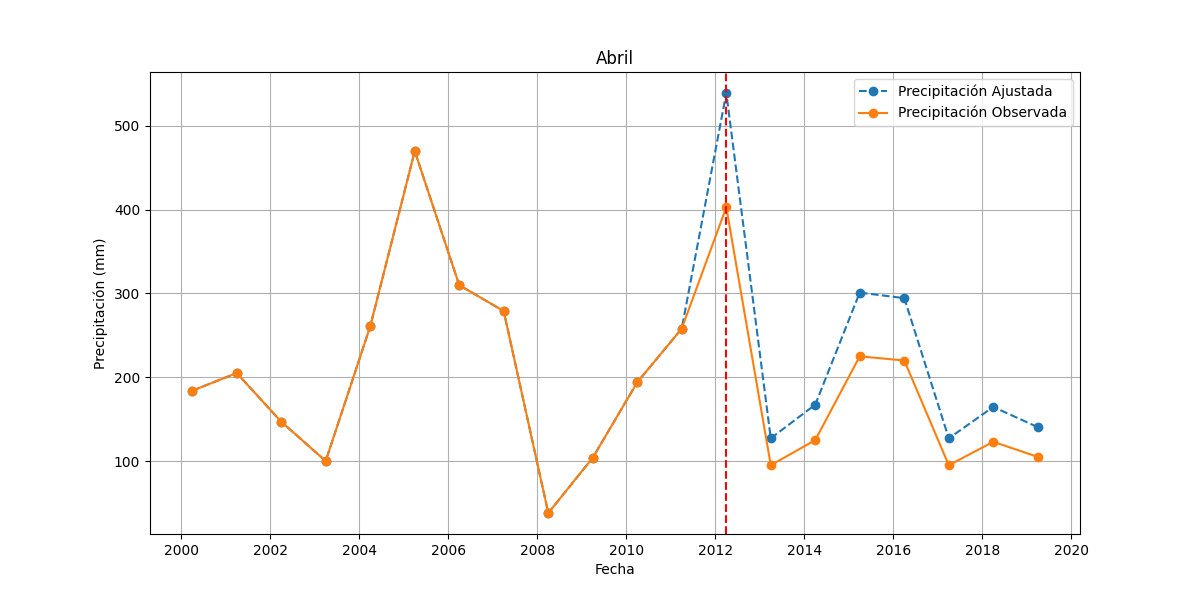 Abril
Precipitación Ajustada
Precipitación Observada
Precipitación (mm)
500
400
300
200
100
2000 2002 2004 2006 2008 2010 2012 2014 2016 2018 2020
Fecha